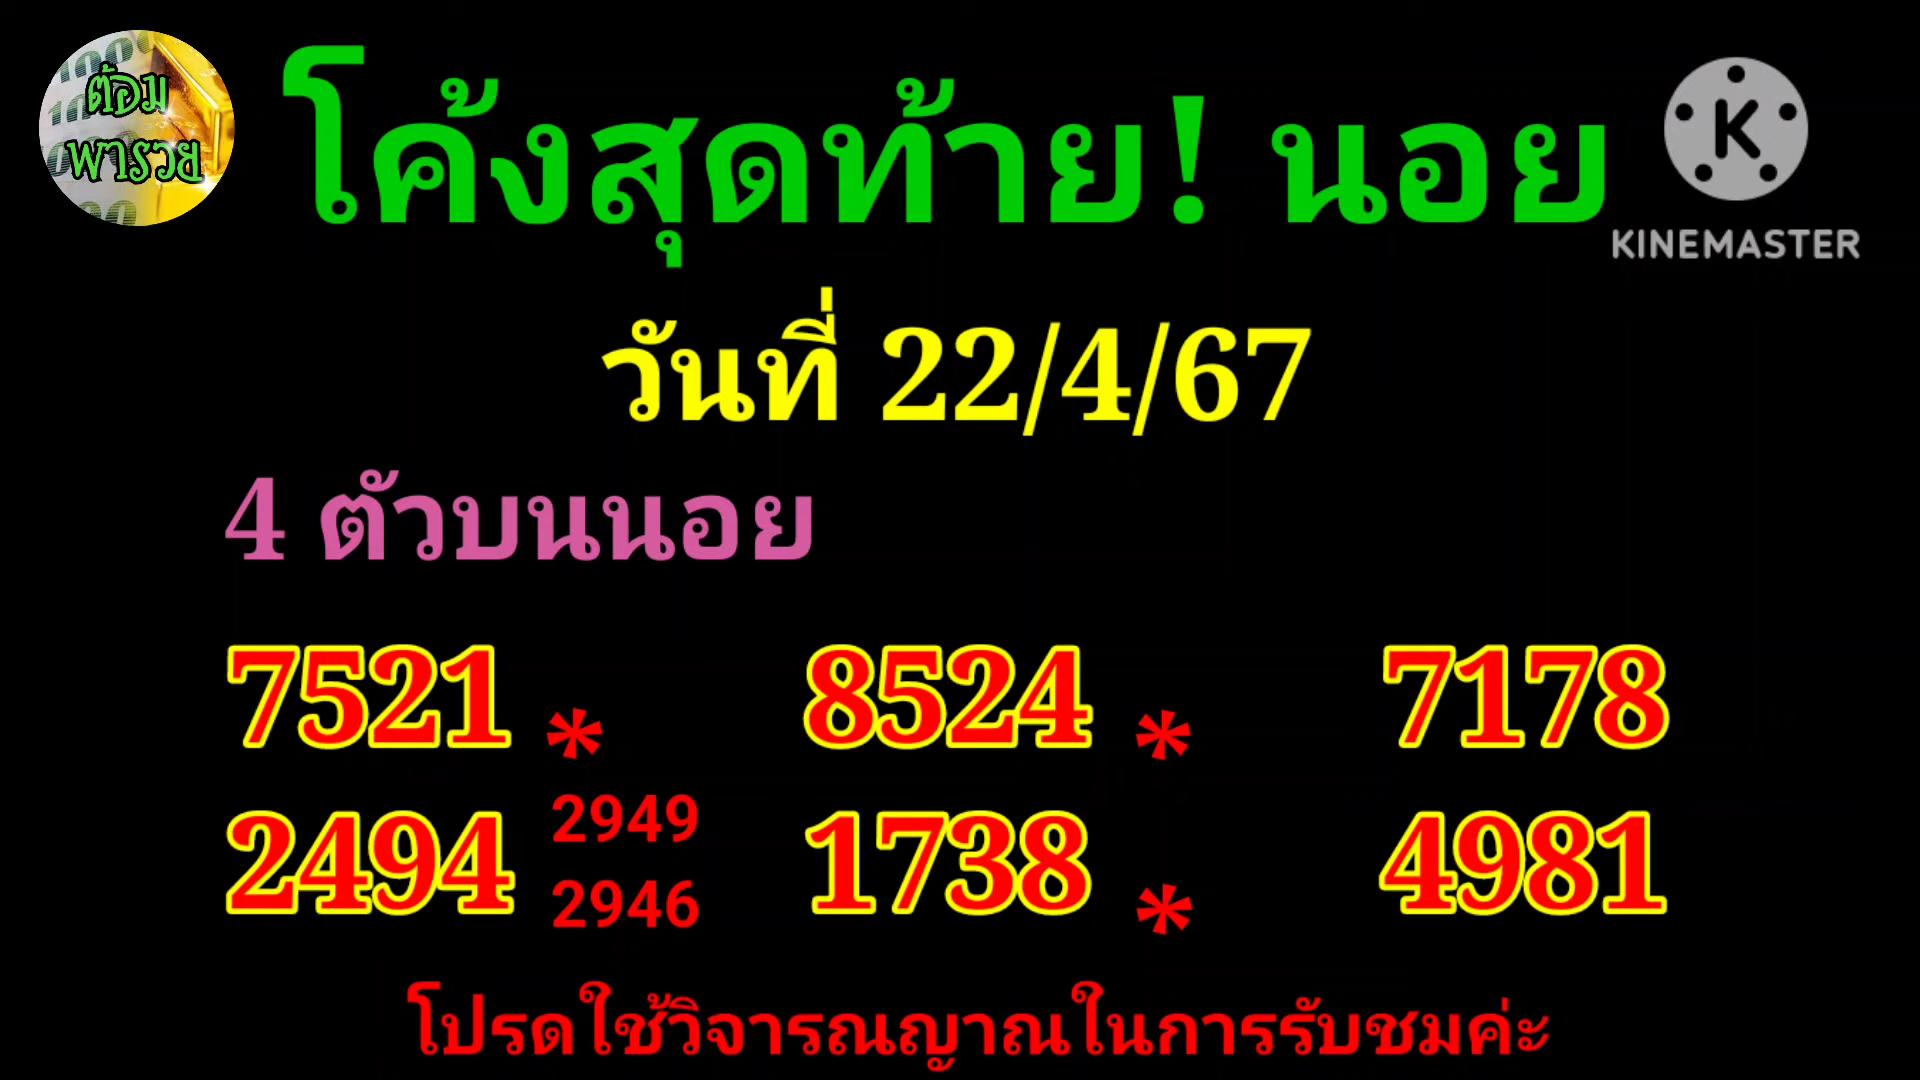 ต้อม
พารวย
โค้งสุดท้าย! นอย
KINEMASTER
วันที่ 22/4/67
4 ตัวบนนอย
7521 * 8524 * 7178
2494 2949 1738 * 4981
2946
โปรดใช้วิจารณญาณในการรับชมค่ะ